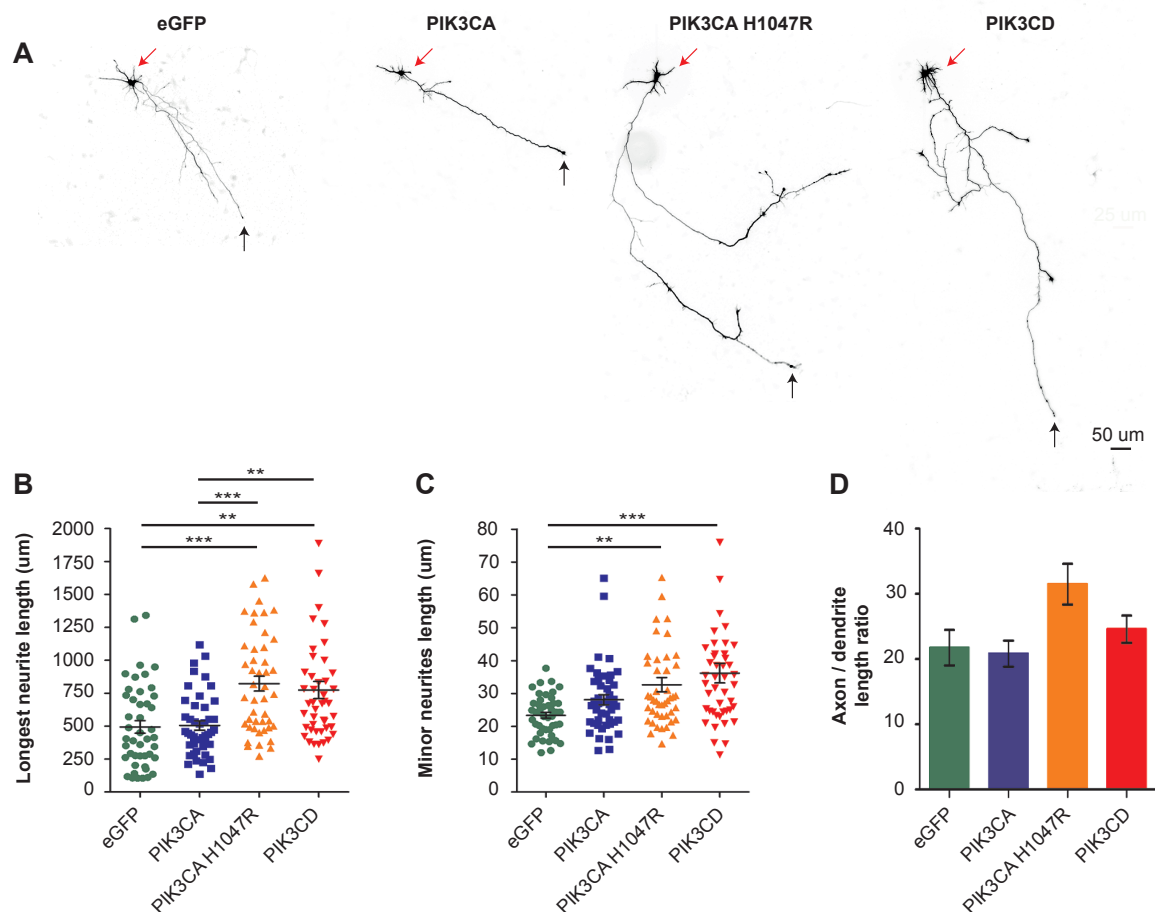 eGFP PIK3CA PIK3CA H1047R PIK3CD
A
25 um
50 um
B
** 
***
**
***
Longest neurite length (um)
2000
1750
1500
1250
1000
750
500
250
0
eGFP
PIK3CA
PIK3CA H1047R
PIK3CD
C
***
**
Minor neurites length (um)
80
70
60
50
40
30
20
10
0
eGFP
PIK3CA
PIK3CA H1047R
PIK3CD
D
Axon / dendrite
length ratio
40
30
20
10
0
eGFP
PIK3CA
PIK3CA H1047R
PIK3CD